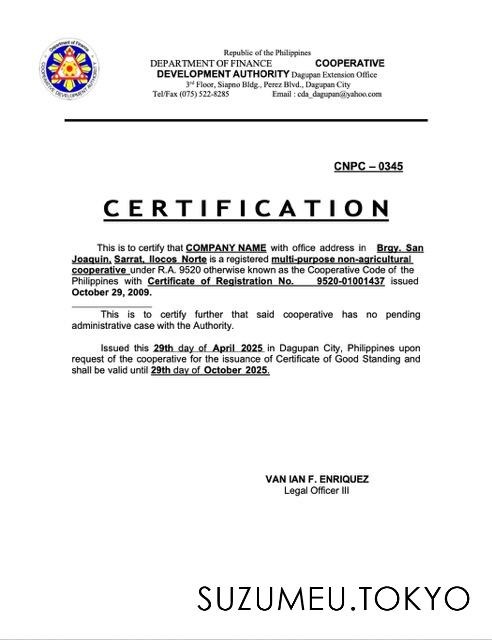 Republic of the Philippines
DEPARTMENT OF FINANCE COOPERATIVE
DEVELOPMENT AUTHORITY Dagupan Extension Office
3rd Floor, Siapno Bldg., Perez Blvd., Dagupan City
Tel/Fax (075) 522-8285 Email : cda_dagupan@yahoo.com
CNPC – 0345
CERTIFICATION
This is to certify that COMPANY NAME with office address in Brgy. San
Joaquin, Sarrat, Ilocos Norte is a registered multi-purpose non-agricultural
cooperative under R.A. 9520 otherwise known as the Cooperative Code of the
Philippines with Certificate of Registration No. 9520-01001437 issued
October 29, 2009.
This is to certify further that said cooperative has no pending
administrative case with the Authority.
Issued this 29th day of April 2025 in Dagupan City, Philippines upon
request of the cooperative for the issuance of Certificate of Good Standing and
shall be valid until 29th day of October 2025.
VAN IAN F. ENRIQUEZ
Legal Officer III
SUZUMEU.TOKYO